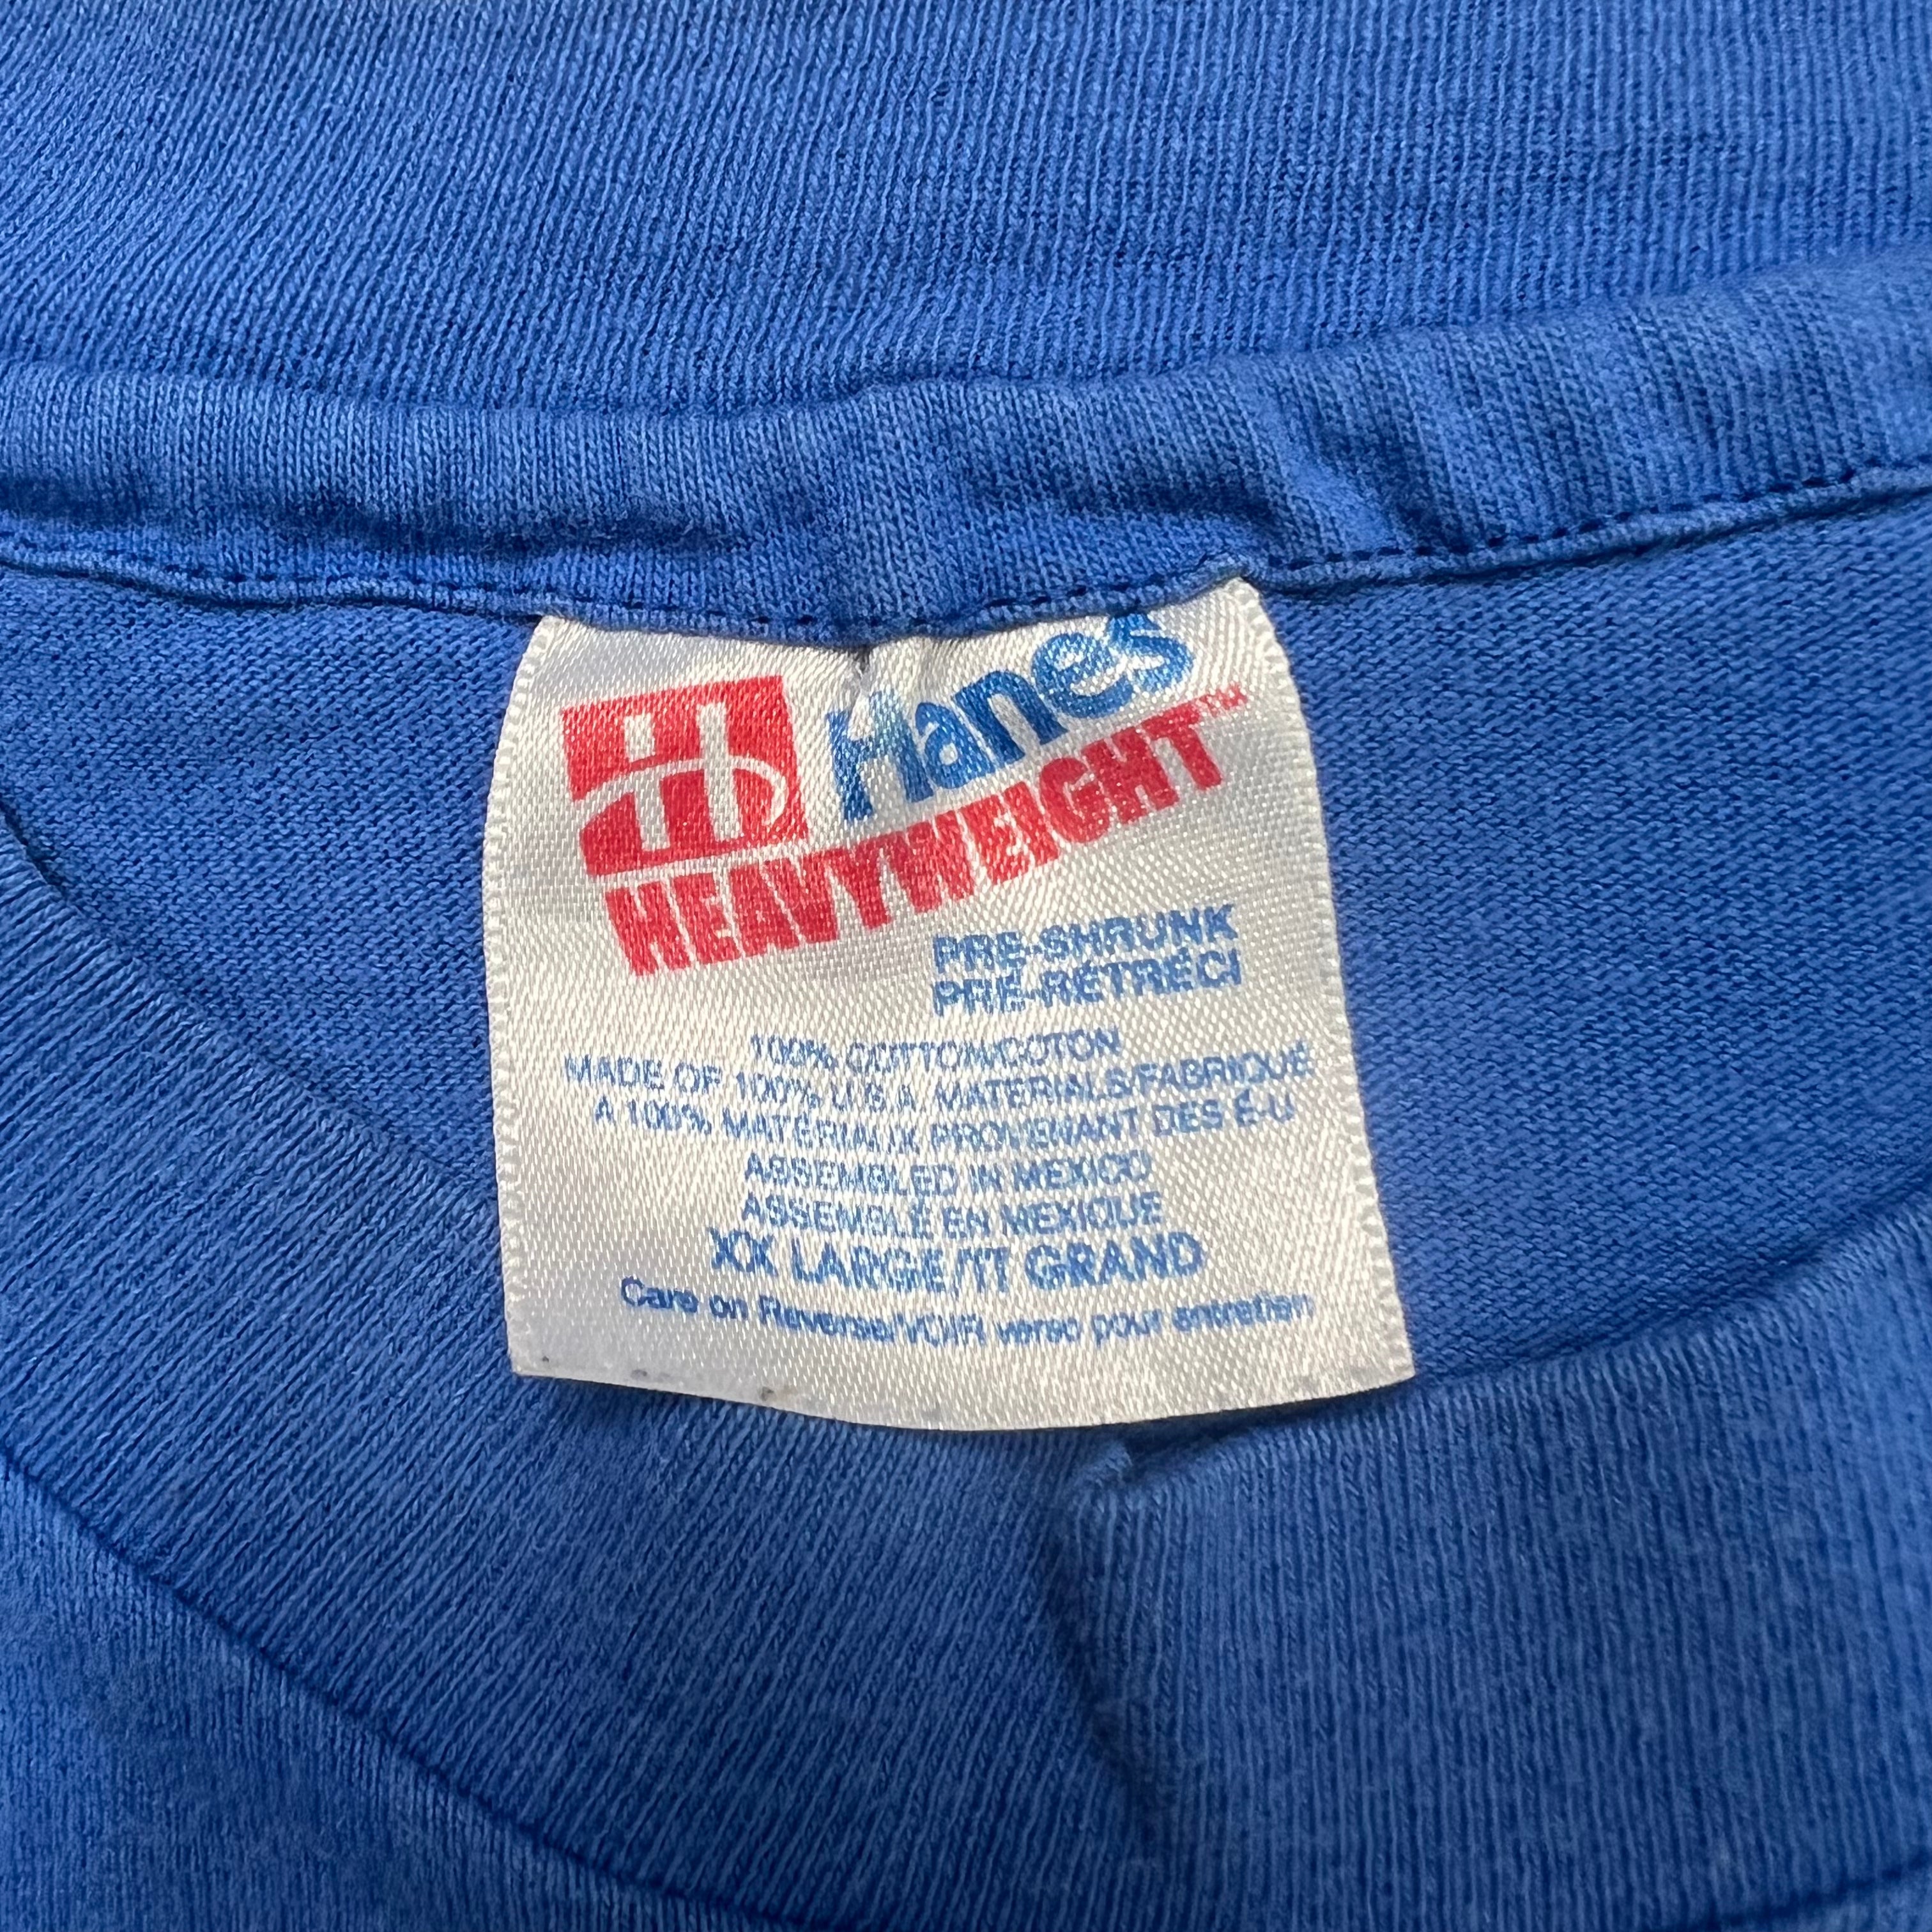 Hanes
HEAVYWEIGHT™
PRE-SHRUNK
PRÉ-RÉTRÉCI
100% COTTON/COTON
MADE OF 100% U.S.A. MATERIALS/FABRIQUÉ
A 100% MATÉRIAUX PROVENANT DES É-U
ASSEMBLED IN MEXICO
ASSEMBLÉ EN MEXIQUE
XX LARGE/TT GRAND
Care on Reverse/VOIR verso pour entretien